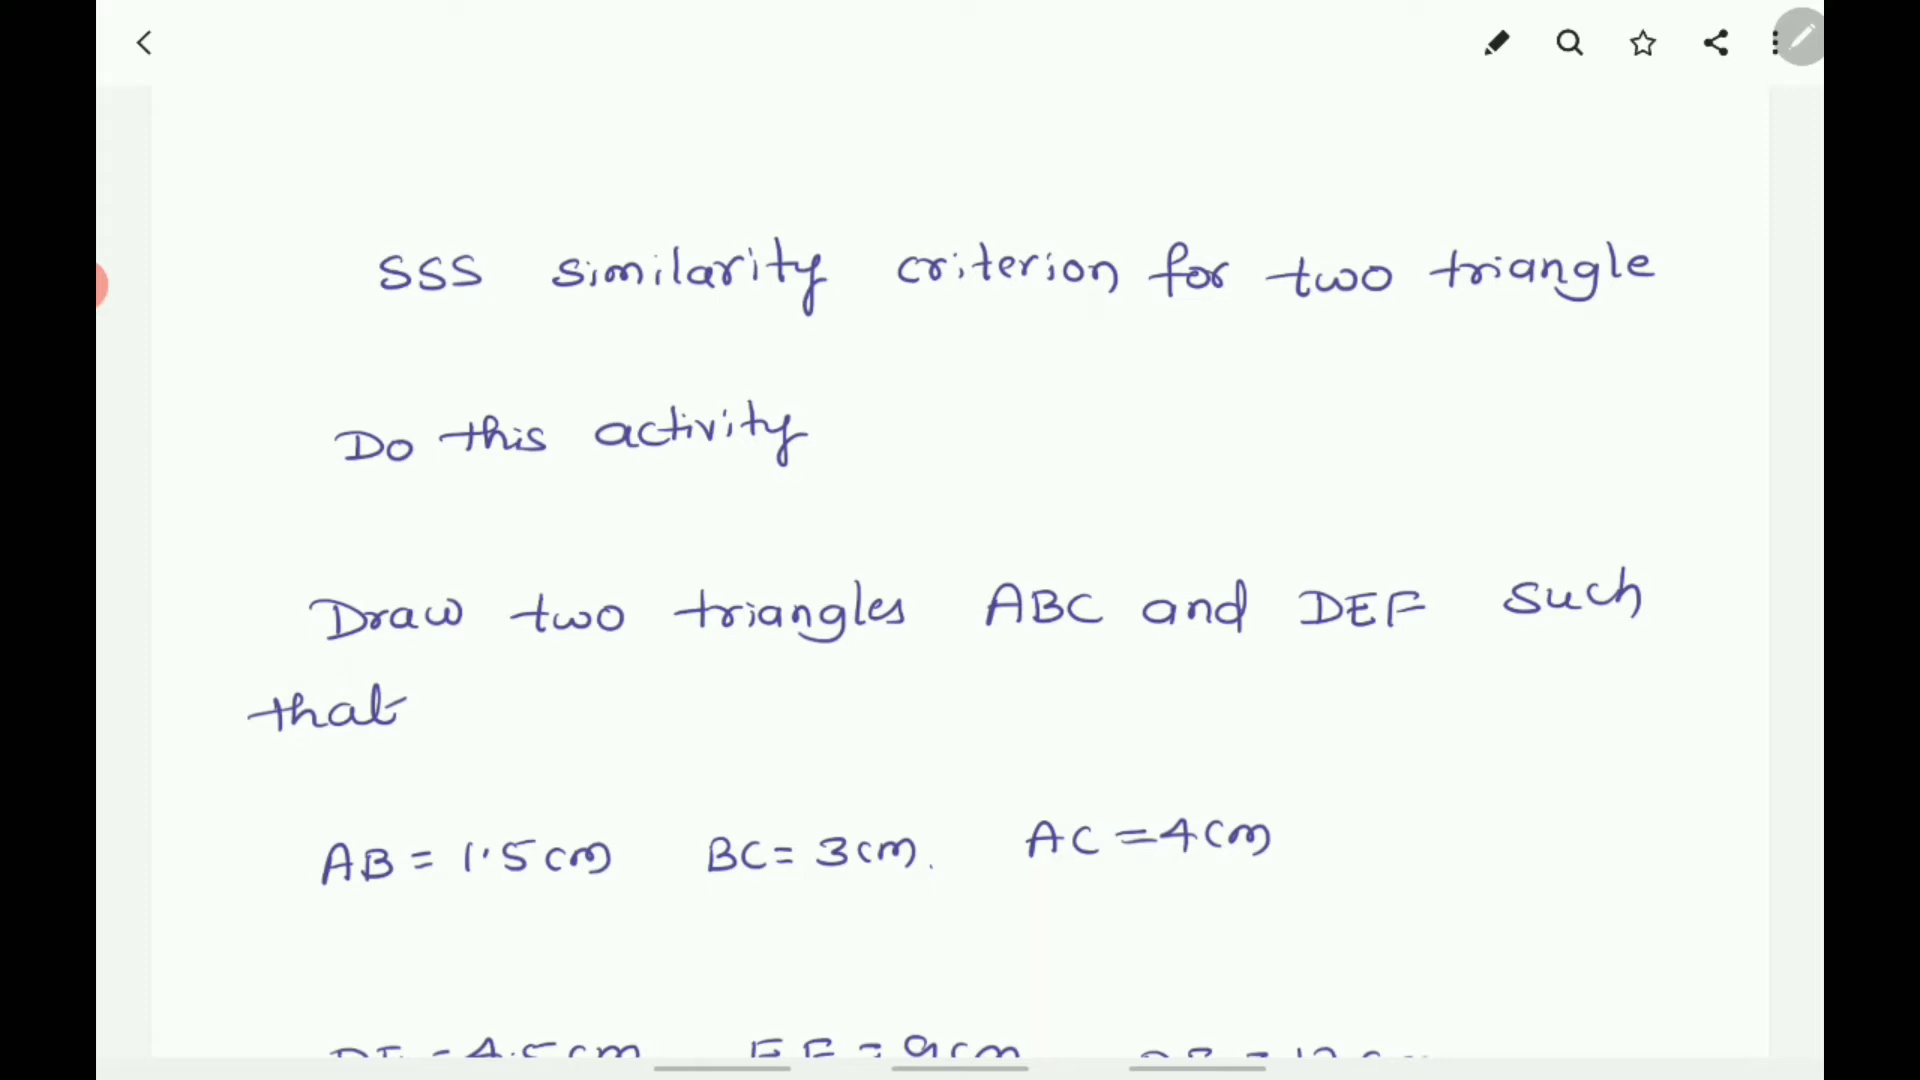 SSS similarity criterion for two triangle
Do this activity
Draw two triangles ABC and DEF such
that
AB = 1.5cm BC = 3cm. AC = 4cm